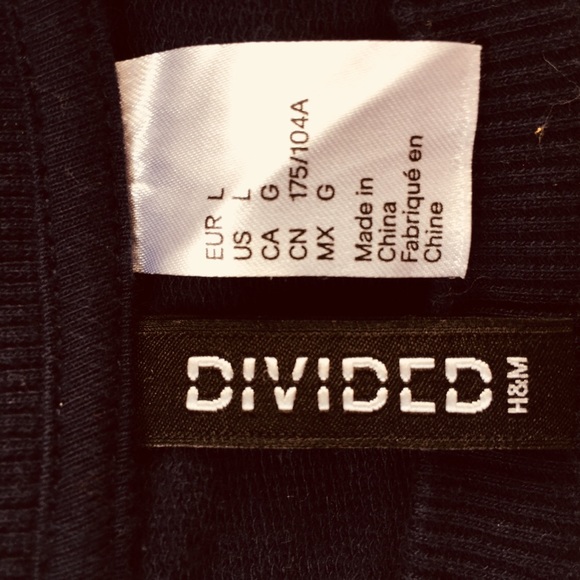 EUR L
US L
CA G
CN 175/104A
MX G
Made in
China
Fabriqué en
Chine
DIVIDED
H&M